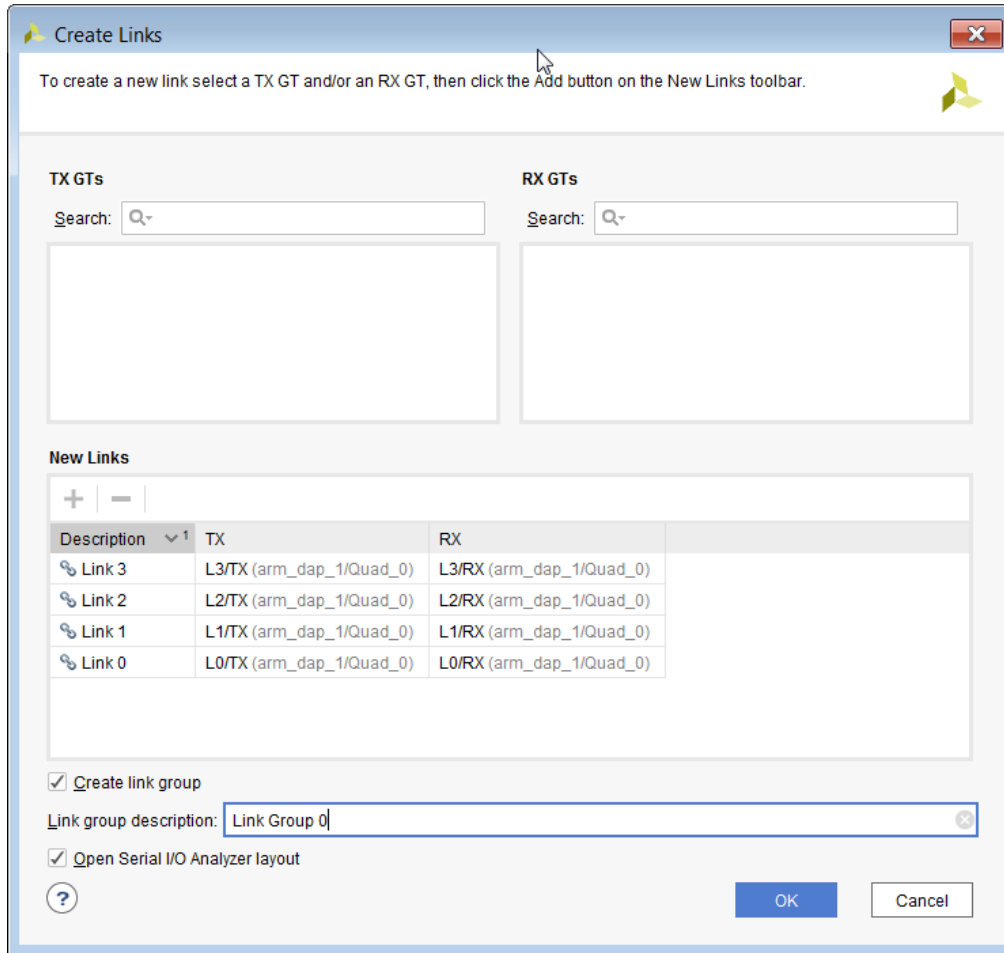 Create Links
To create a new link select a TX GT and/or an RX GT, then click the Add button on the New Links toolbar.
TX GTs
RX GTs
Search:
Search:
New Links
Description 1 TX RX
Link 3 L3/TX (arm_dap_1/Quad_0) L3/RX (arm_dap_1/Quad_0)
Link 2 L2/TX (arm_dap_1/Quad_0) L2/RX (arm_dap_1/Quad_0)
Link 1 L1/TX (arm_dap_1/Quad_0) L1/RX (arm_dap_1/Quad_0)
Link 0 L0/TX (arm_dap_1/Quad_0) L0/RX (arm_dap_1/Quad_0)
Create link group
Link group description: Link Group 0
Open Serial I/O Analyzer layout
? OK Cancel